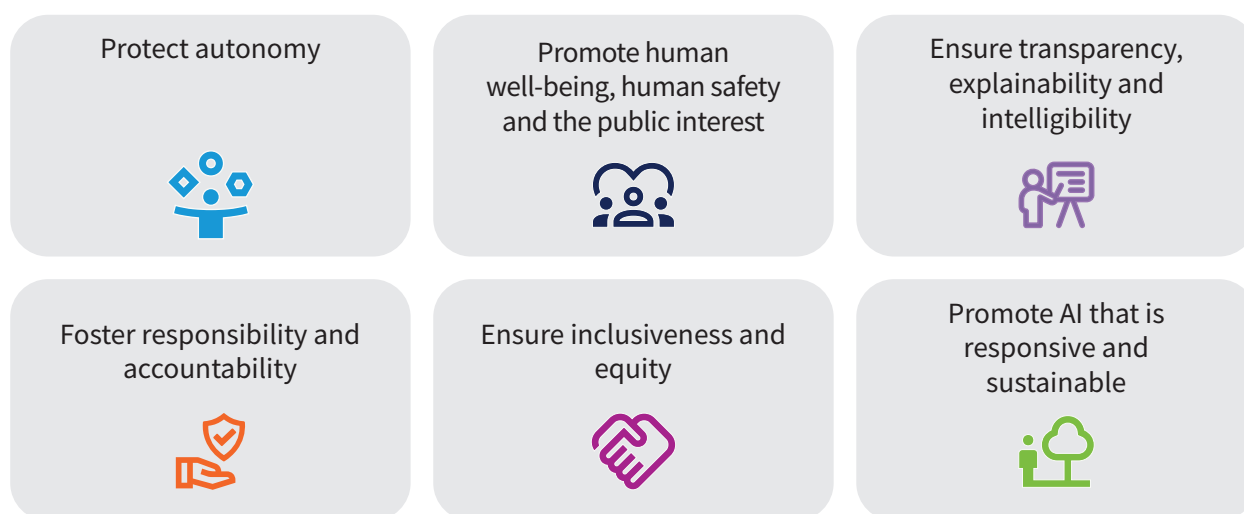 Protect autonomy
Promote human
well-being, human safety
and the public interest
Ensure transparency,
explainability and
intelligibility
Foster responsibility and
accountability
Ensure inclusiveness and
equity
Promote AI that is
responsive and
sustainable